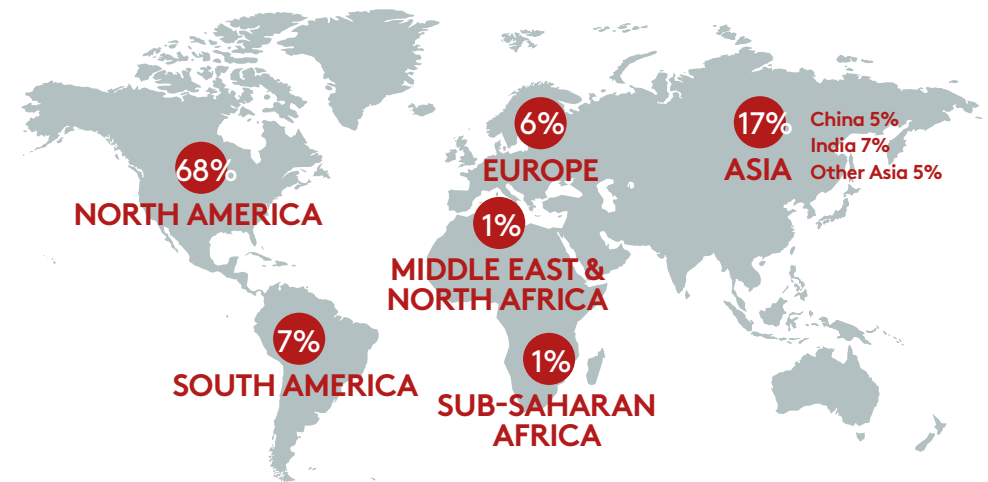 68%
NORTH AMERICA
7%
SOUTH AMERICA
6%
EUROPE
1%
MIDDLE EAST &
NORTH AFRICA
1%
SUB-SAHARAN
AFRICA
17%
ASIA
China 5%
India 7%
Other Asia 5%